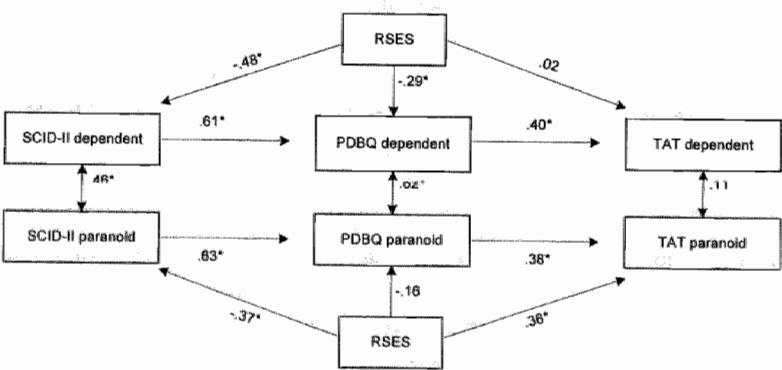 RSES
-.48*
-.29*
.02
SCID-II dependent
.61*
PDBQ dependent
.40*
TAT dependent
.46*
.62*
.11
SCID-II paranoid
.63*
PDBQ paranoid
.38*
TAT paranoid
-.37*
-.16
.36*
RSES